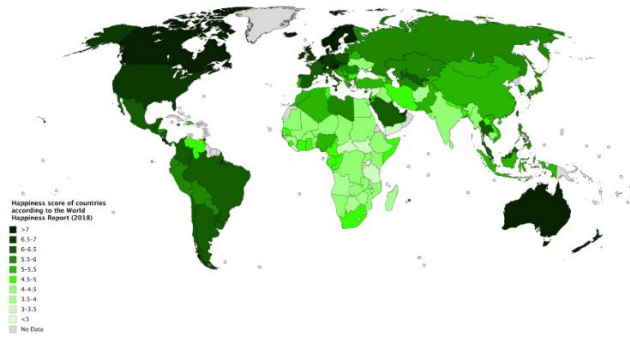 Happiness score of countries
according to the World
Happiness Report (2018)
>7
6.5-7
6-6.5
5.5-6
5-5.5
4.5-5
4-4.5
3.5-4
3-3.5
<3
No Data